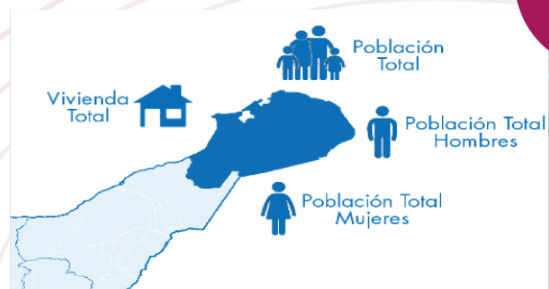 Población
Total
Vivienda
Total
Población Total
Hombres
Población Total
Mujeres